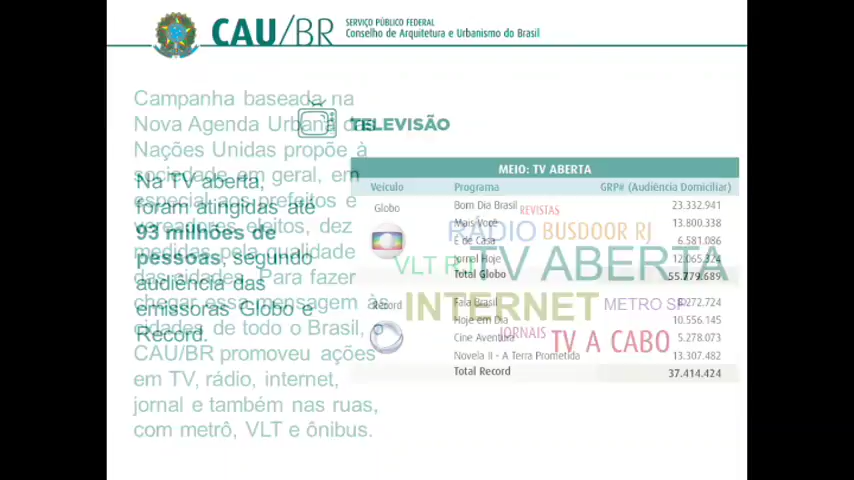 CAU/BR
SERVIÇO PÚBLICO FEDERAL
Conselho de Arquitetura e Urbanismo do Brasil
Campanha baseada na
Nova Agenda Urbana das
Nações Unidas propõe à
sociedade em geral, em
especial aos prefeitos e
vereadores eleitos, dez
medidas pela qualidade
das cidades. Para fazer
chegar essa mensagem às
cidades de todo o Brasil, o
CAU/BR promoveu ações
em TV, rádio, internet,
jornal e também nas ruas,
com metrô, VLT e ônibus.
Na TV aberta,
foram atingidas até
93 milhões de
pessoas, segundo
audiência das
emissoras Globo e
Record.
TELEVISÃO
MEIO: TV ABERTA
Veículo Programa GRP# (Audiência Domiciliar)
Globo
Bom Dia Brasil 23.332.941
Mais Você 13.800.338
É de Casa 6.581.086
Jornal Hoje 12.065.324
Total Globo 55.779.689
Record
Fala Brasil 8.272.724
Hoje em Dia 10.556.145
Cine Aventura 5.278.073
Novela II - A Terra Prometida 13.307.482
Total Record 37.414.424
REVISTAS
RADIO
BUSDOOR RJ
VLT RJ
TV ABERTA
INTERNET
METRO SP
JORNAIS
TV A CABO